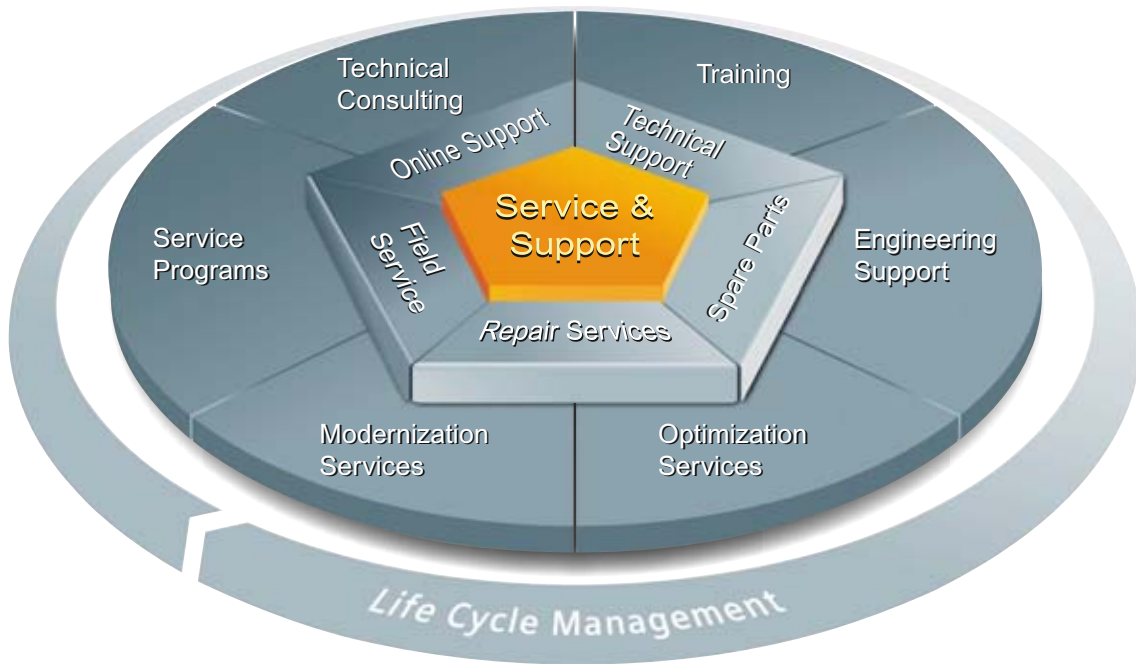 Technical
Consulting
Training
Online Support
Technical
Support
Service &
Support
Service
Programs
Field
Service
Spare Parts
Engineering
Support
Repair Services
Modernization
Services
Optimization
Services
Life Cycle Management